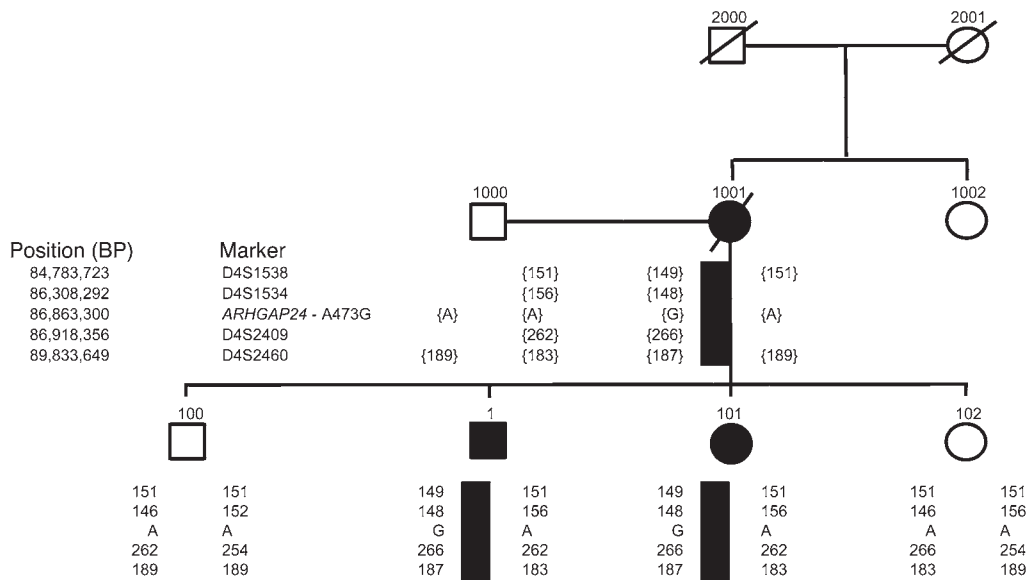 2000 2001
1000 1001 1002
Position (BP) Marker
84,783,723 D4S1538 {151} {149} {151}
86,308,292 D4S1534 {156} {148}
86,863,300 ARHGAP24 - A473G {A} {A} {G} {A}
86,918,356 D4S2409 {262} {266}
89,833,649 D4S2460 {189} {183} {187} {189}
100 1 101 102
151 151 149 151 149 151 151 151
146 152 148 156 148 156 146 156
A A G A G A A A
262 254 266 262 266 262 266 254
189 189 187 183 187 183 183 189